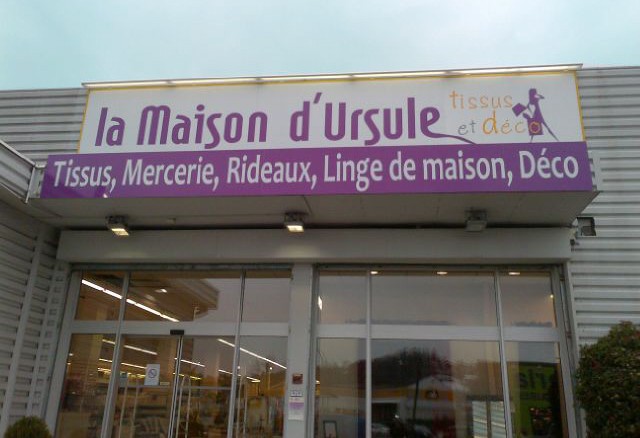 la Maison d'Ursule
tissus
et déco
Tissus, Mercerie, Rideaux, Linge de maison, Déco